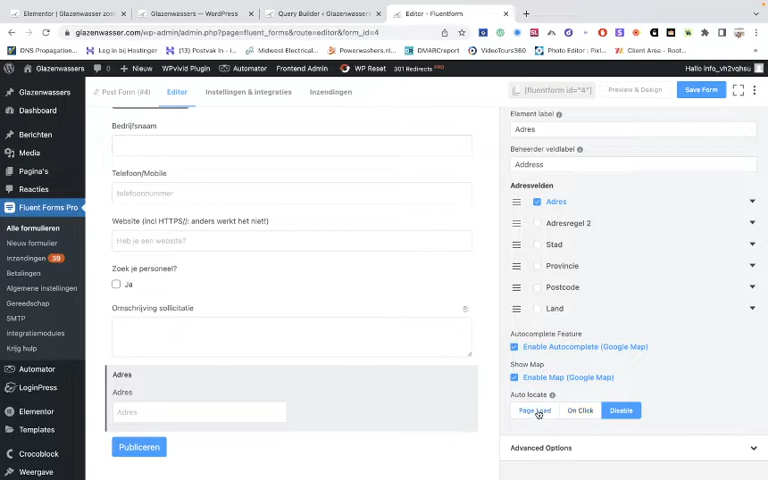 Elementor | Glazenwasser zoe
Glazenwassers — WordPress
Query Builder ‹ Glazenwassers
Editor - Fluentform
glazenwasser.com/wp-admin/admin.php?page=fluent_forms&route=editor&form_id=4
DNS Propagation...
Log in bij Hostinger
(13) Postvak In - i...
Midwest Electrical...
Powerwashers.nl...
DMARCreport
VideoTours360
Photo Editor : Pixl...
Client Area - Root...
Glazenwassers
0
Nieuw
WPvivid Plugin
Automator
Frontend Admin
WP Reset
301 Redirects PRO
Hallo info_vh2vqhsu
Glazenwassers
Dashboard
Berichten
Media
Pagina's
Reacties
Fluent Forms Pro
Alle formulieren
Nieuw formulier
Inzendingen 39
Betalingen
Algemene instellingen
Gereedschap
SMTP
Integratiemodules
Krijg hulp
Automator
LoginPress
Elementor
Templates
Crocoblock
Weergave
Post Form (#4)
Editor
Instellingen & integraties
Inzendingen
[fluentform id="4"]
Preview & Design
Save Form
Bedrijfsnaam
Telefoon/Mobile
telefoonnummer
Website (incl HTTPS//: anders werkt het niet!)
Heb je een website?
Zoek je personeel?
Ja
Omschrijving sollicitatie
Adres
Adres
Adres
Publiceren
Element label
Adres
Beheerder veldlabel
Address
Adresvelden
Adres
Adresregel 2
Stad
Provincie
Postcode
Land
Autocomplete Feature
Enable Autocomplete (Google Map)
Show Map
Enable Map (Google Map)
Auto locate
Page Load
On Click
Disable
Advanced Options